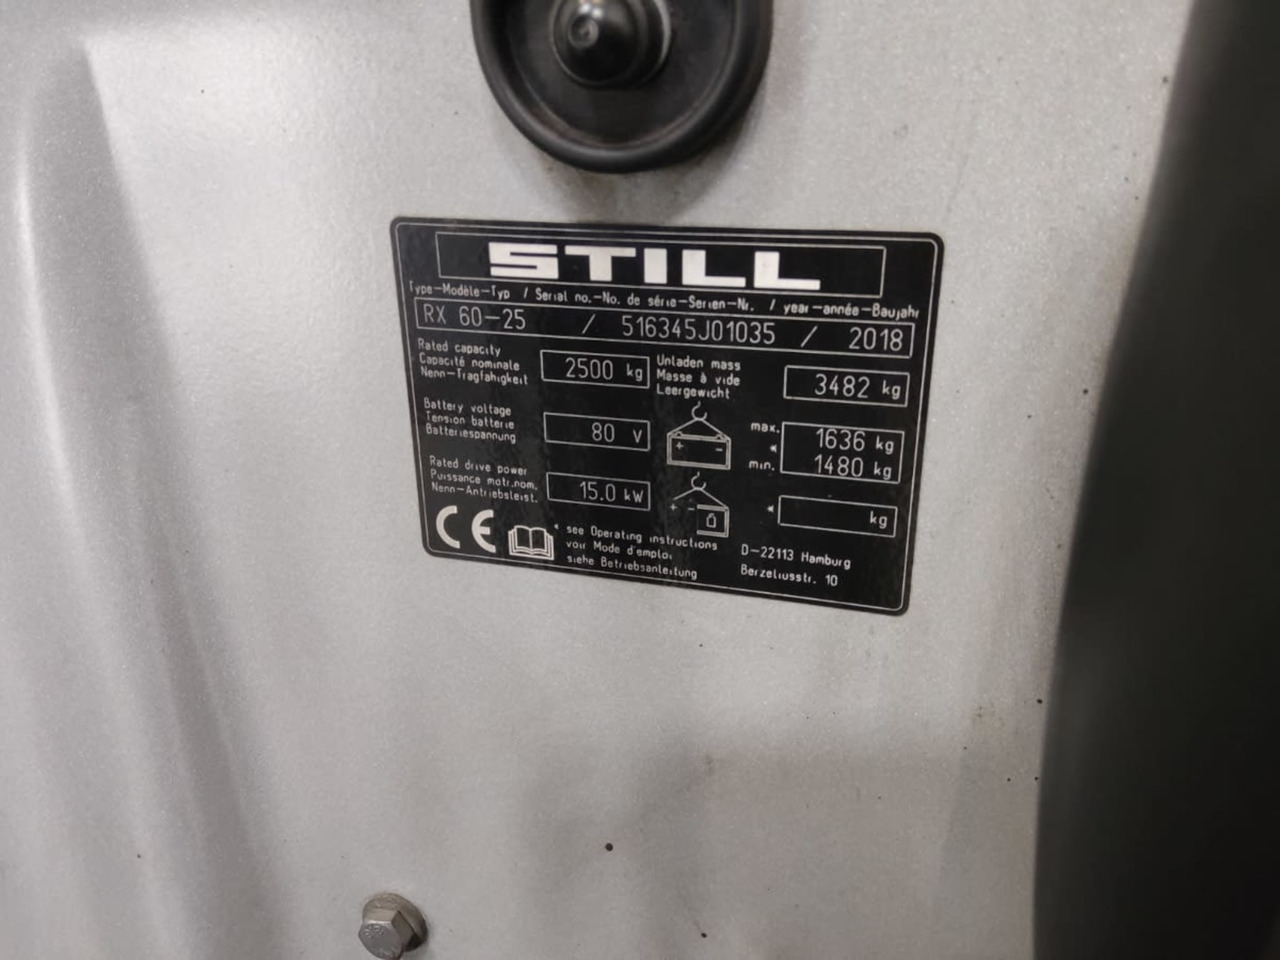 STILL
Type-Modèle-Typ / Serial no.-No. de série-Serien-Nr. / year-année-Baujahr
RX 60-25 / 516345J01035 / 2018
Rated capacity
Capacité nominale
Nenn-Tragfähigkeit
2500 kg
Unladen mass
Masse à vide
Leergewicht
3482 kg
Battery voltage
Tension batterie
Batteriespannung
80 V
+ -
max. 1636 kg
*
min. 1480 kg
Rated drive power
Puissance motr.nom.
Nenn-Antriebsleist.
15.0 kW
+ -
* kg
CE
* see Operating instructions
voir Mode d'emploi
siehe Betriebsanleitung
D-22113 Hamburg
Berzeliusstr. 10